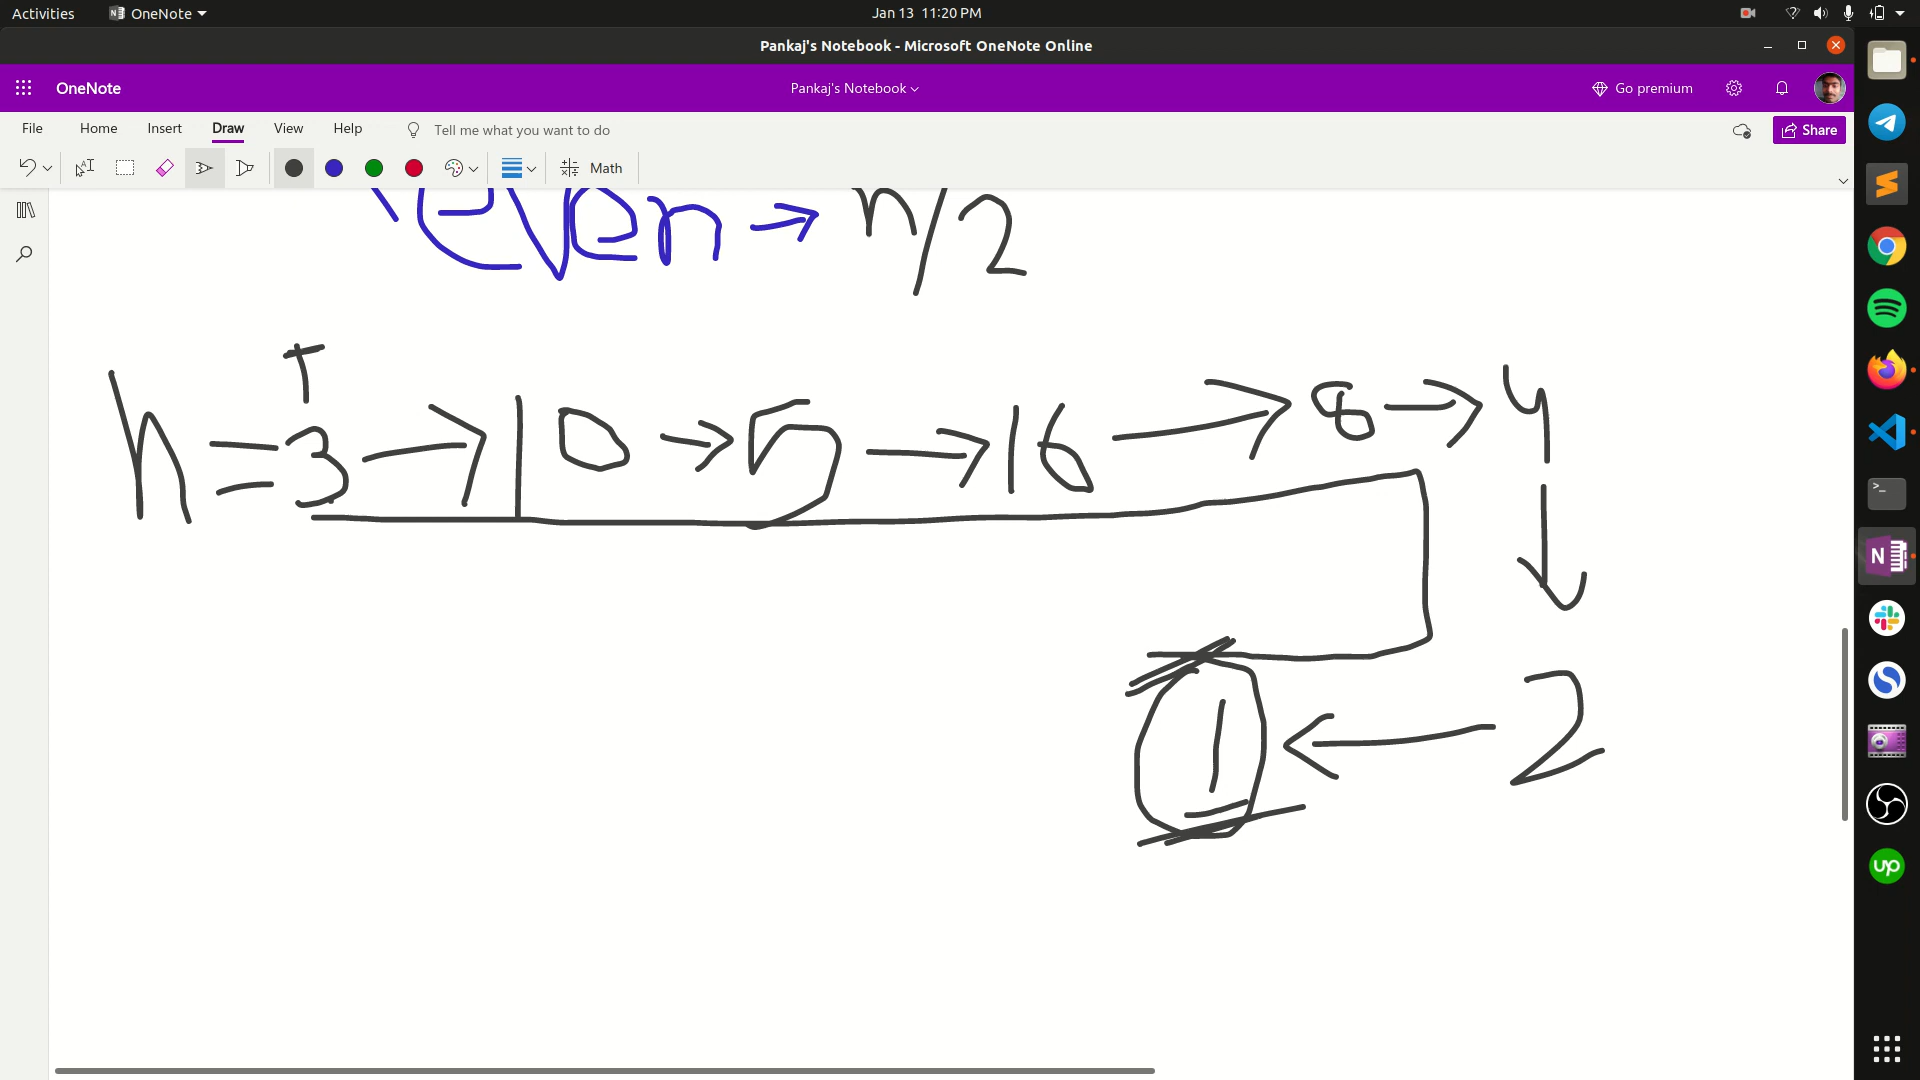 Activities OneNote Jan 13 11:20 PM
Pankaj's Notebook - Microsoft OneNote Online
OneNote Pankaj's Notebook Go premium
File Home Insert Draw View Help Tell me what you want to do Share
Math
even → n/2
n = 3 → 10 → 5 → 16 → 8 → 4
↓
1 ← 2